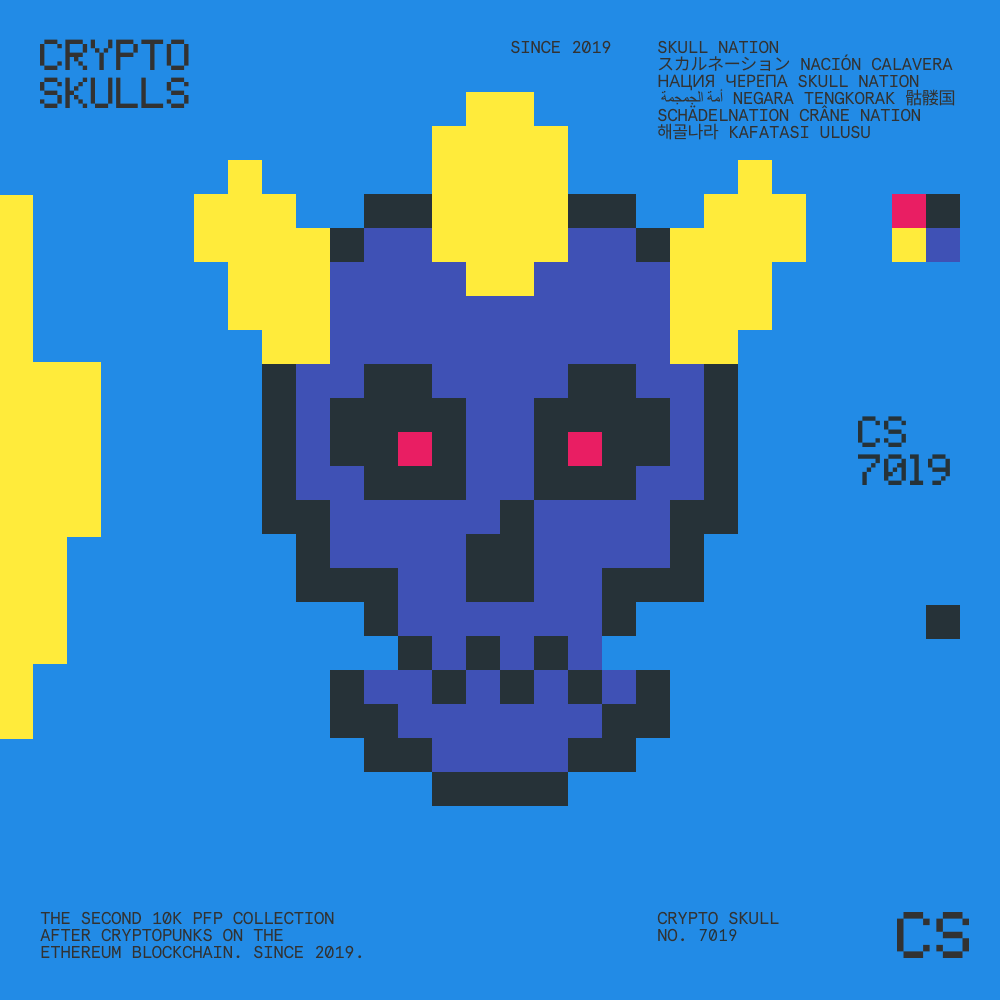 CRYPTO
SKULLS
SINCE 2019
SKULL NATION
スカルネーション NACIÓN CALAVERA
НАЦИЯ ЧЕРЕПА SKULL NATION
أمة الجمجمة NEGARA TENGKORAK 骷髅国
SCHÄDELNATION CRÂNE NATION
해골나라 KAFATASI ULUSU
CS
7019
THE SECOND 10K PFP COLLECTION
AFTER CRYPTOPUNKS ON THE
ETHEREUM BLOCKCHAIN. SINCE 2019.
CRYPTO SKULL
NO. 7019
CS